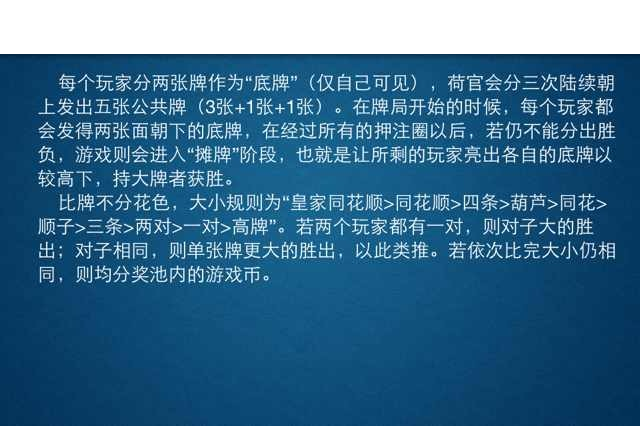 每个玩家分两张牌作为“底牌”（仅自己可见），荷官会分三次陆续朝
上发出五张公共牌（3张+1张+1张）。在牌局开始的时候，每个玩家都
会发得两张面朝下的底牌，在经过所有的押注圈以后，若仍不能分出胜
负，游戏则会进入“摊牌”阶段，也就是让所剩的玩家亮出各自的底牌以
较高下，持大牌者获胜。
比牌不分花色，大小规则为“皇家同花顺>同花顺>四条>葫芦>同花>
顺子>三条>两对>一对>高牌”。若两个玩家都有一对，则对子大的胜
出；对子相同，则单张牌更大的胜出，以此类推。若依次比完大小仍相
同，则均分奖池内的游戏币。